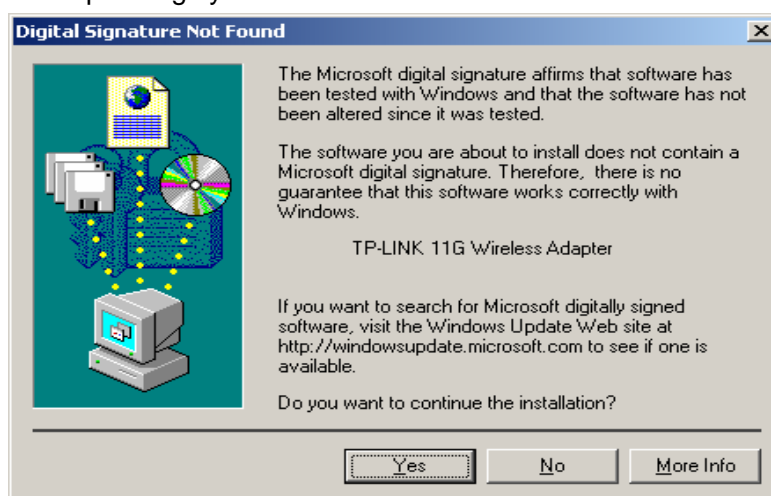 Digital Signature Not Found
The Microsoft digital signature affirms that software has
been tested with Windows and that the software has not
been altered since it was tested.
The software you are about to install does not contain a
Microsoft digital signature. Therefore, there is no
guarantee that this software works correctly with
Windows.
TP-LINK 11G Wireless Adapter
If you want to search for Microsoft digitally signed
software, visit the Windows Update Web site at
http://windowsupdate.microsoft.com to see if one is
available.
Do you want to continue the installation?
Yes No More Info